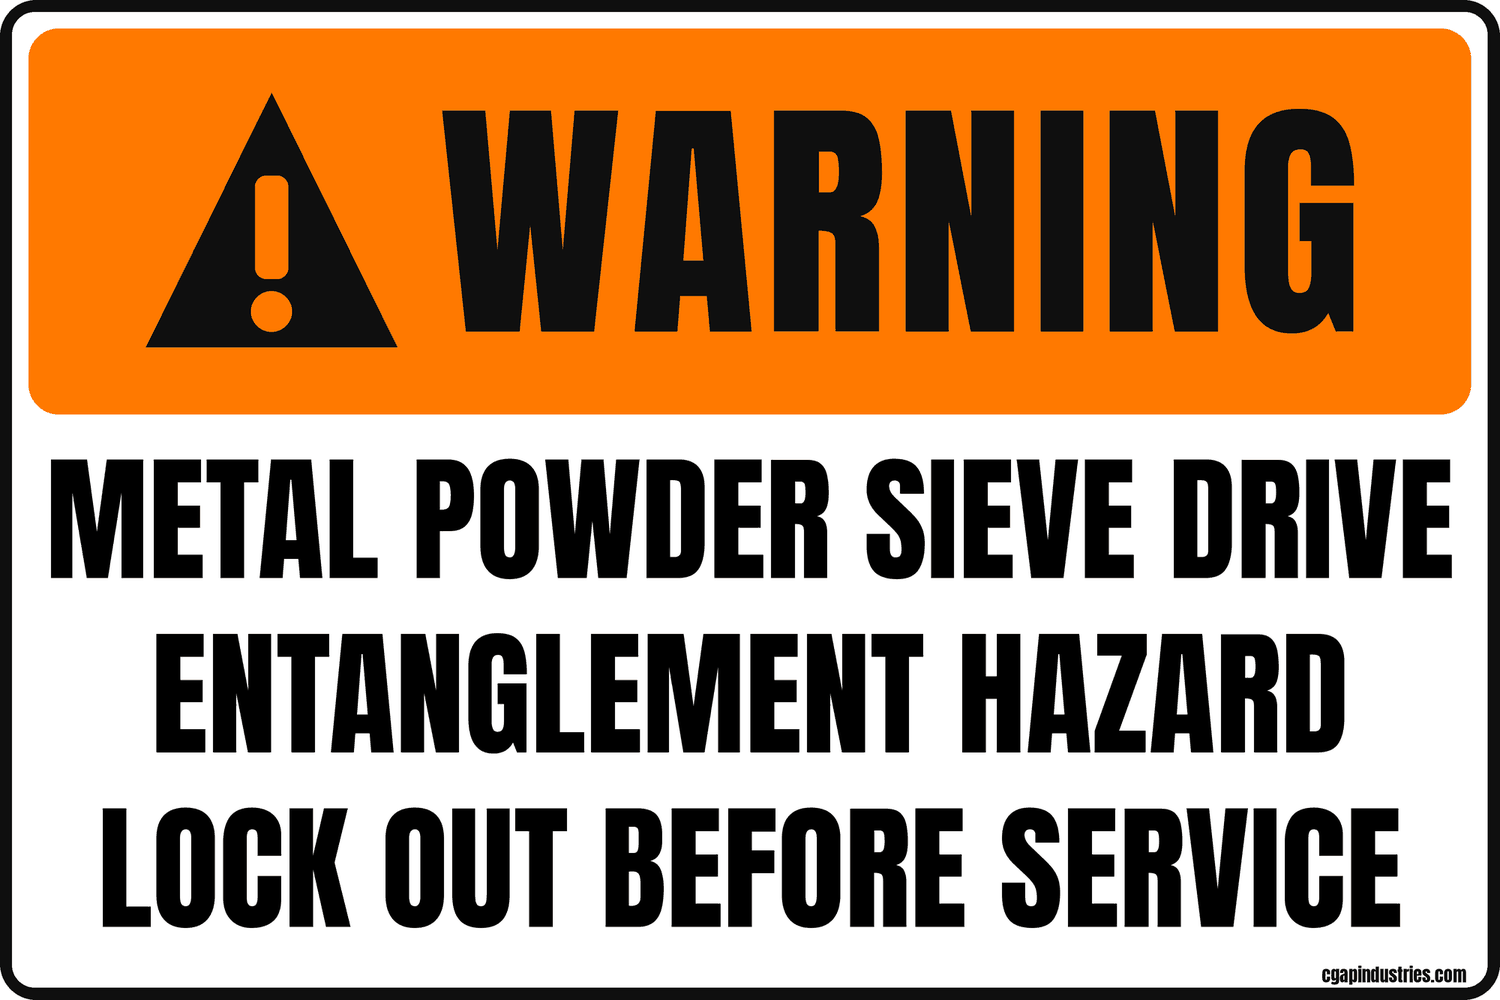 WARNING
METAL POWDER SIEVE DRIVE
ENTANGLEMENT HAZARD
LOCK OUT BEFORE SERVICE
cgapindustries.com